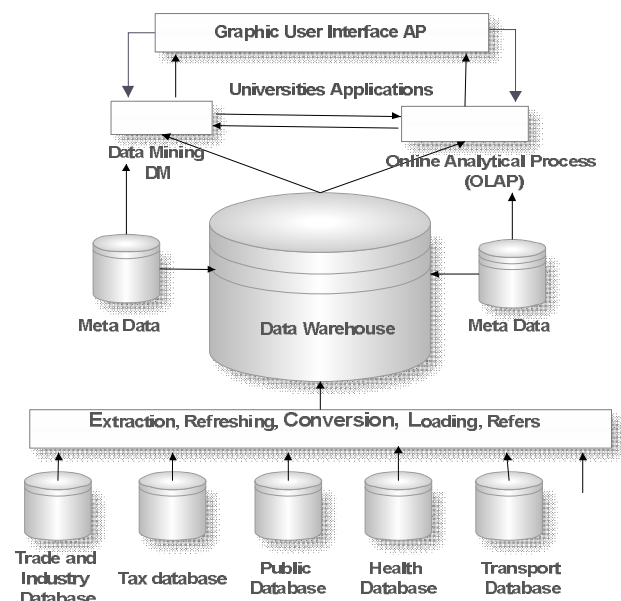 Graphic User Interface AP
Universities Applications
Data Mining
DM
Online Analytical Process
(OLAP)
Meta Data
Data Warehouse
Meta Data
Extraction, Refreshing, Conversion, Loading, Refers
Trade and
Industry
Database
Tax database
Public
Database
Health
Database
Transport
Database